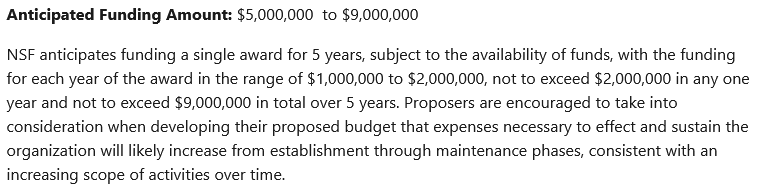 Anticipated Funding Amount: $5,000,000  to $9,000,000
NSF anticipates funding a single award for 5 years, subject to the availability of funds, with the funding
for each year of the award in the range of $1,000,000 to $2,000,000, not to exceed $2,000,000 in any one
year and not to exceed $9,000,000 in total over 5 years. Proposers are encouraged to take into
consideration when developing their proposed budget that expenses necessary to effect and sustain the
organization will likely increase from establishment through maintenance phases, consistent with an
increasing scope of activities over time.